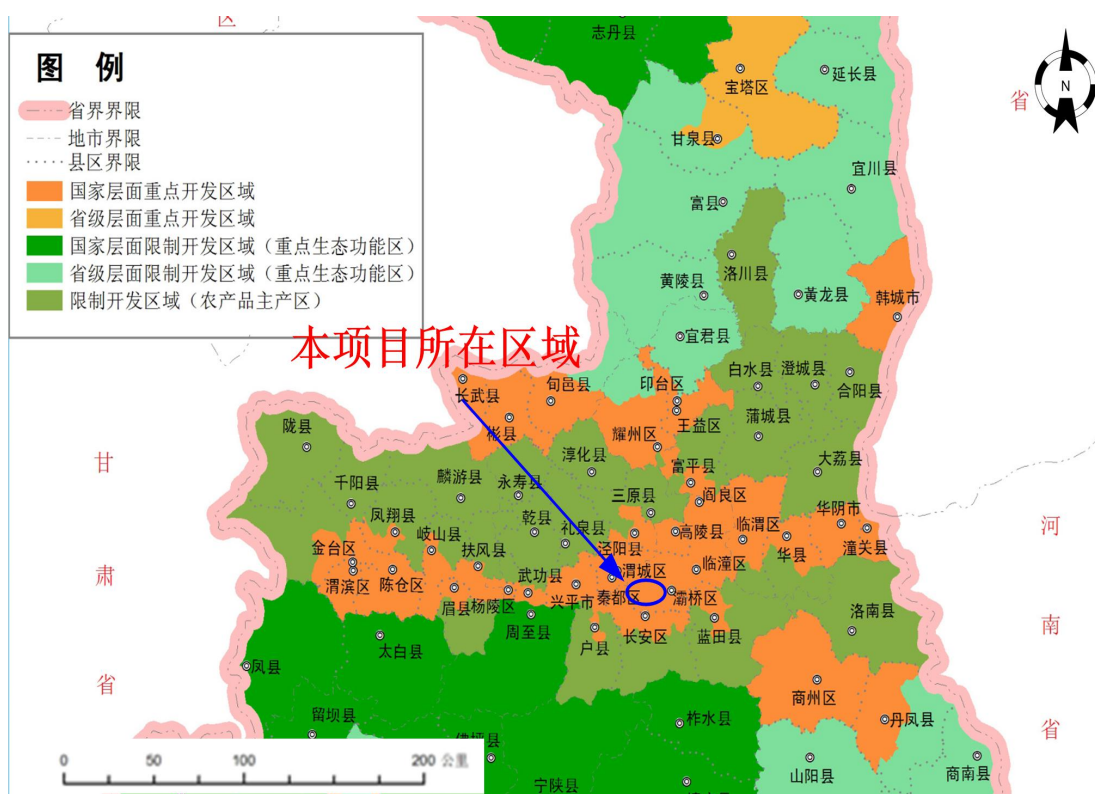 区
图 例
省界界限
地市界限
县区界限
国家层面重点开发区域
省级层面重点开发区域
国家层面限制开发区域（重点生态功能区）
省级层面限制开发区域（重点生态功能区）
限制开发区域（农产品主产区）
本项目所在区域
志丹县
宝塔区
延长县
省
N
甘泉县
宜川县
富县
洛川县
黄陵县
黄龙县
韩城市
宜君县
长武县
旬邑县
印台区
白水县
澄城县
合阳县
彬县
王益区
蒲城县
陇县
耀州区
甘
淳化县
富平县
大荔县
千阳县
麟游县
永寿县
三原县
阎良区
华阴市
凤翔县
岐山县
乾县
礼泉县
高陵县
临渭区
河
金台区
扶风县
泾阳县
华县
潼关县
肃
渭滨区
陈仓区
武功县
渭城区
临潼区
眉县
杨陵区
兴平市
秦都区
灞桥区
洛南县
南
周至县
户县
长安区
蓝田县
太白县
凤县
省
商州区
留坝县
柞水县
丹凤县
省
佛坪县
宁陕县
山阳县
商南县
0 50 100 200 公里